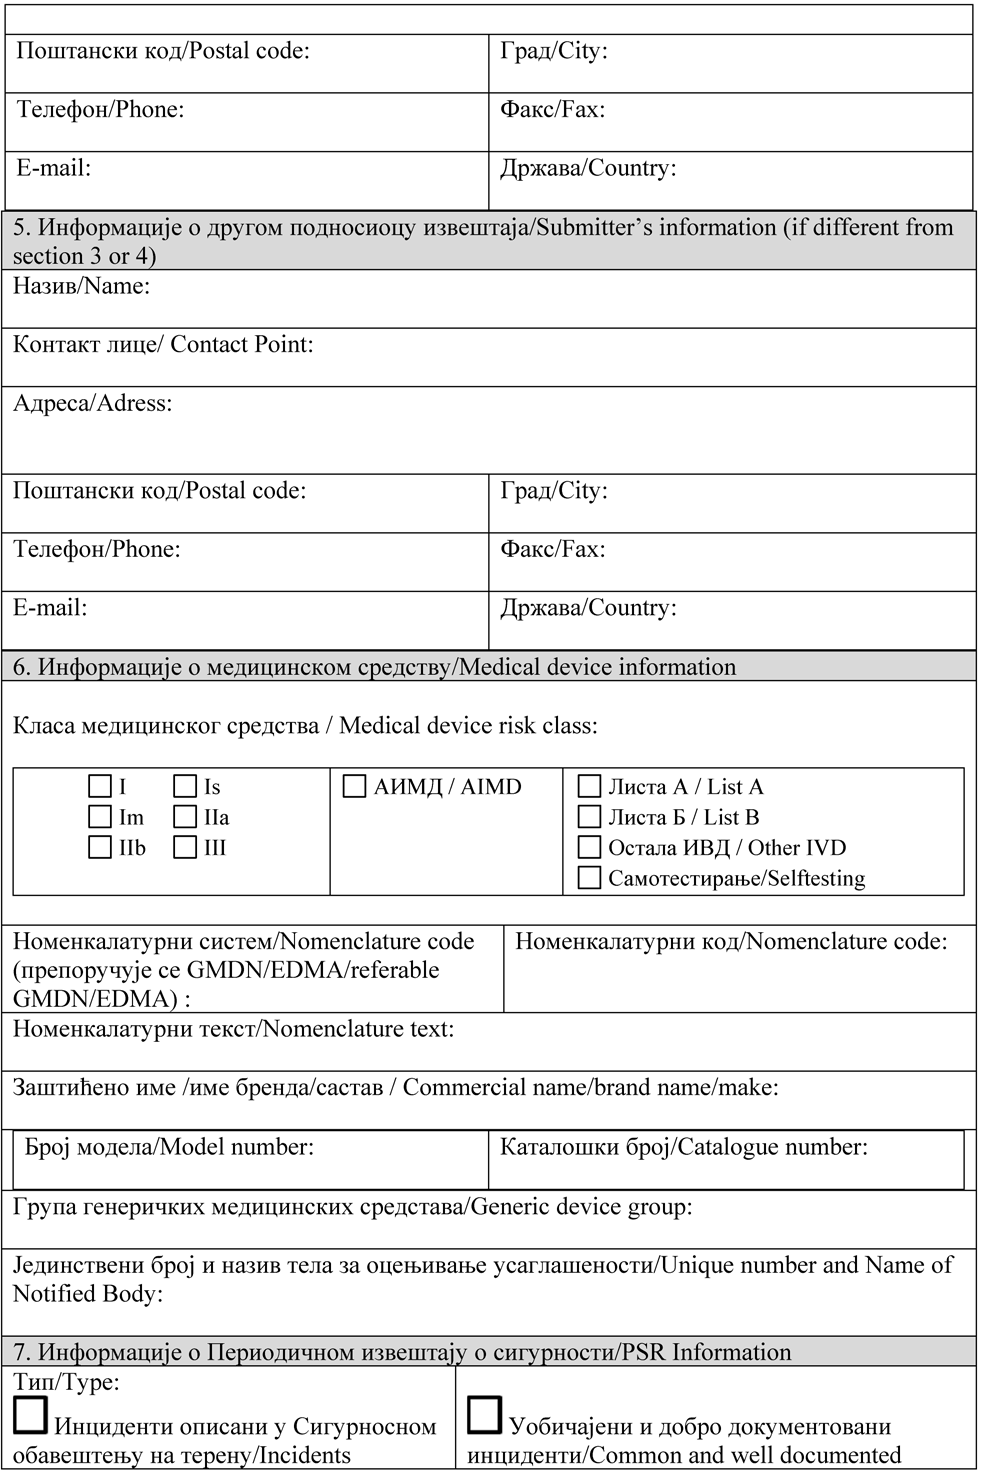 Поштански код/Postal code:
Град/City:
Телефон/Phone:
Факс/Fax:
E-mail:
Држава/Country:
5. Информације о другом подносиоцу извештаја/Submitter’s information (if different from
section 3 or 4)
Назив/Name:
Контакт лице/ Contact Point:
Адреса/Adress:
Поштански код/Postal code:
Град/City:
Телефон/Phone:
Факс/Fax:
E-mail:
Држава/Country:
6. Информације о медицинском средству/Medical device information
Класа медицинског средства / Medical device risk class:
I
Is
Im
IIa
IIb
III
АИМД / AIMD
Листа А / List A
Листа Б / List B
Остала ИВД / Other IVD
Самотестирање/Selftesting
Номенкалатурни систем/Nomenclature code
(препоручује се GMDN/EDMA/referable
GMDN/EDMA) :
Номенкалатурни код/Nomenclature code:
Номенкалатурни текст/Nomenclature text:
Заштићено име /име бренда/састав / Commercial name/brand name/make:
Број модела/Model number:
Каталошки број/Catalogue number:
Група генеричких медицинских средстава/Generic device group:
Јединствени број и назив тела за оцењивање усаглашености/Unique number and Name of
Notified Body:
7. Информације о Периодичном извештају о сигурности/PSR Information
Тип/Type:
Инциденти описани у Сигурносном
обавештењу на терену/Incidents
Уобичајени и добро документовани
инциденти/Common and well documented